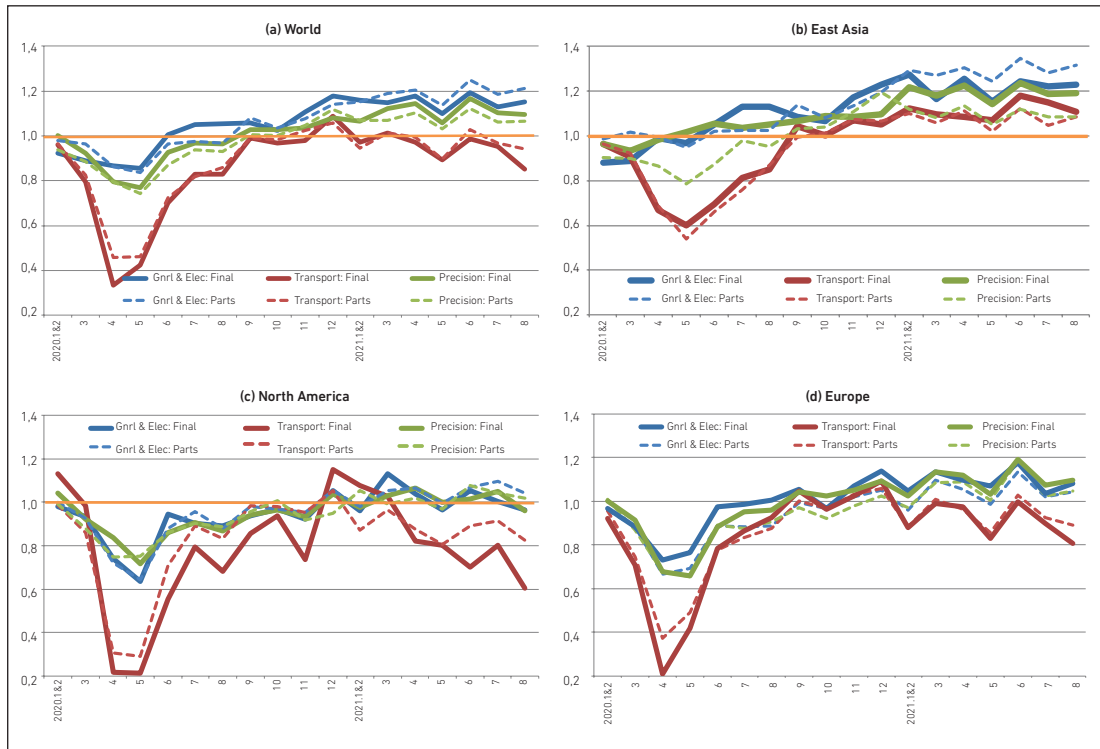 (a) World
1,4
1,2
1,0
0,8
0,6
0,4
0,2
Gnrl & Elec: Final Transport: Final Precision: Final
Gnrl & Elec: Parts Transport: Parts Precision: Parts
2020.1&2 3 4 5 6 7 8 9 10 11 12 2021.1&2 3 4 5 6 7 8
(b) East Asia
1,4
1,2
1,0
0,8
0,6
0,4
0,2
Gnrl & Elec: Final Transport: Final Precision: Final
Gnrl & Elec: Parts Transport: Parts Precision: Parts
2020.1&2 3 4 5 6 7 8 9 10 11 12 2021.1&2 3 4 5 6 7 8
(c) North America
1,4
Gnrl & Elec: Final Transport: Final Precision: Final
Gnrl & Elec: Parts Transport: Parts Precision: Parts
1,2
1,0
0,8
0,6
0,4
0,2
2020.1&2 3 4 5 6 7 8 9 10 11 12 2021.1&2 3 4 5 6 7 8
(d) Europe
1,4
Gnrl & Elec: Final Transport: Final Precision: Final
Gnrl & Elec: Parts Transport: Parts Precision: Parts
1,2
1,0
0,8
0,6
0,4
0,2
2020.1&2 3 4 5 6 7 8 9 10 11 12 2021.1&2 3 4 5 6 7 8